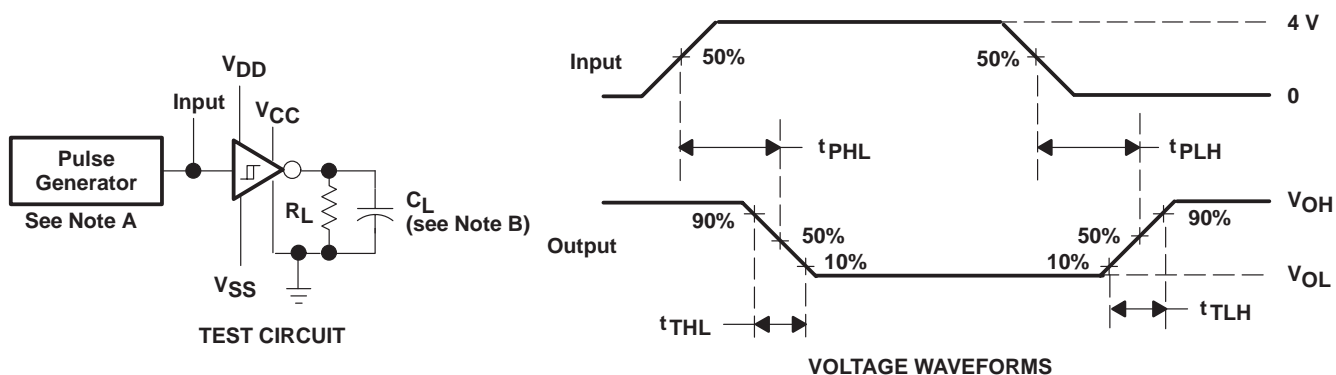 VDD
Input
VCC
Pulse
Generator
See Note A
RL
CL
(see Note B)
VSS
TEST CIRCUIT
4 V
Input
50%
50%
0
tPHL
tPLH
VOH
90%
90%
Output
50%
50%
10%
10%
VOL
tTHL
tTLH
VOLTAGE WAVEFORMS